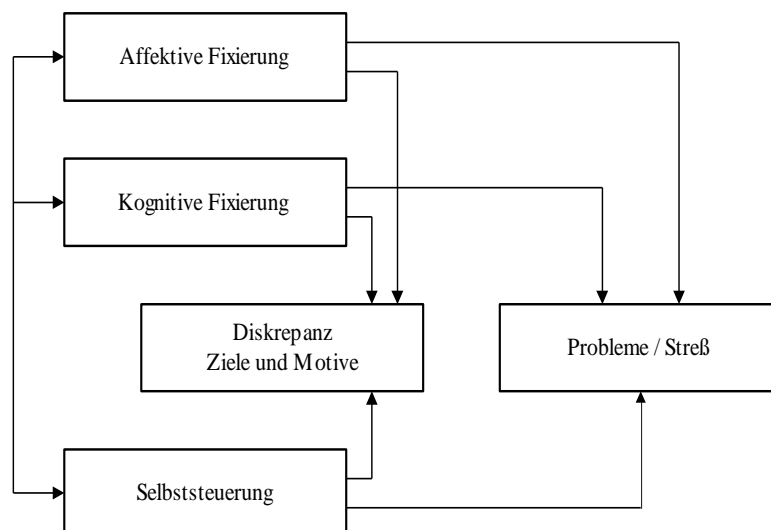 Affektive Fixierung
Kognitive Fixierung
Diskrepanz
Ziele und Motive
Probleme / Streß
Selbststeuerung